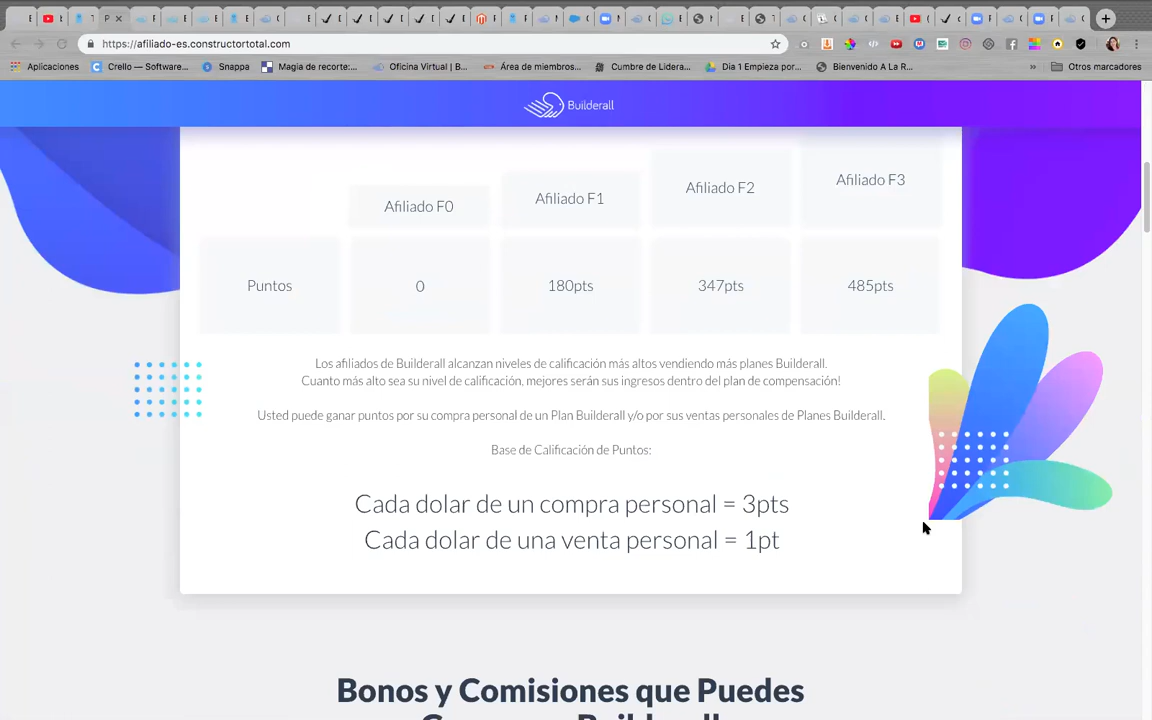 https://afiliado-es.constructortotal.com
Aplicaciones
Crello — Software...
Snappa
Magia de recorte:...
Oficina Virtual | B...
Área de miembros...
Cumbre de Lidera...
Día 1 Empieza por...
Bienvenido A La R...
»
Otros marcadores
Builderall
Afiliado F0
Afiliado F1
Afiliado F2
Afiliado F3
Puntos
0
180pts
347pts
485pts
Los afiliados de Builderall alcanzan niveles de calificación más altos vendiendo más planes Builderall.
Cuanto más alto sea su nivel de calificación, mejores serán sus ingresos dentro del plan de compensación!
Usted puede ganar puntos por su compra personal de un Plan Builderall y/o por sus ventas personales de Planes Builderall.
Base de Calificación de Puntos:
Cada dolar de un compra personal = 3pts
Cada dolar de una venta personal = 1pt
Bonos y Comisiones que Puedes